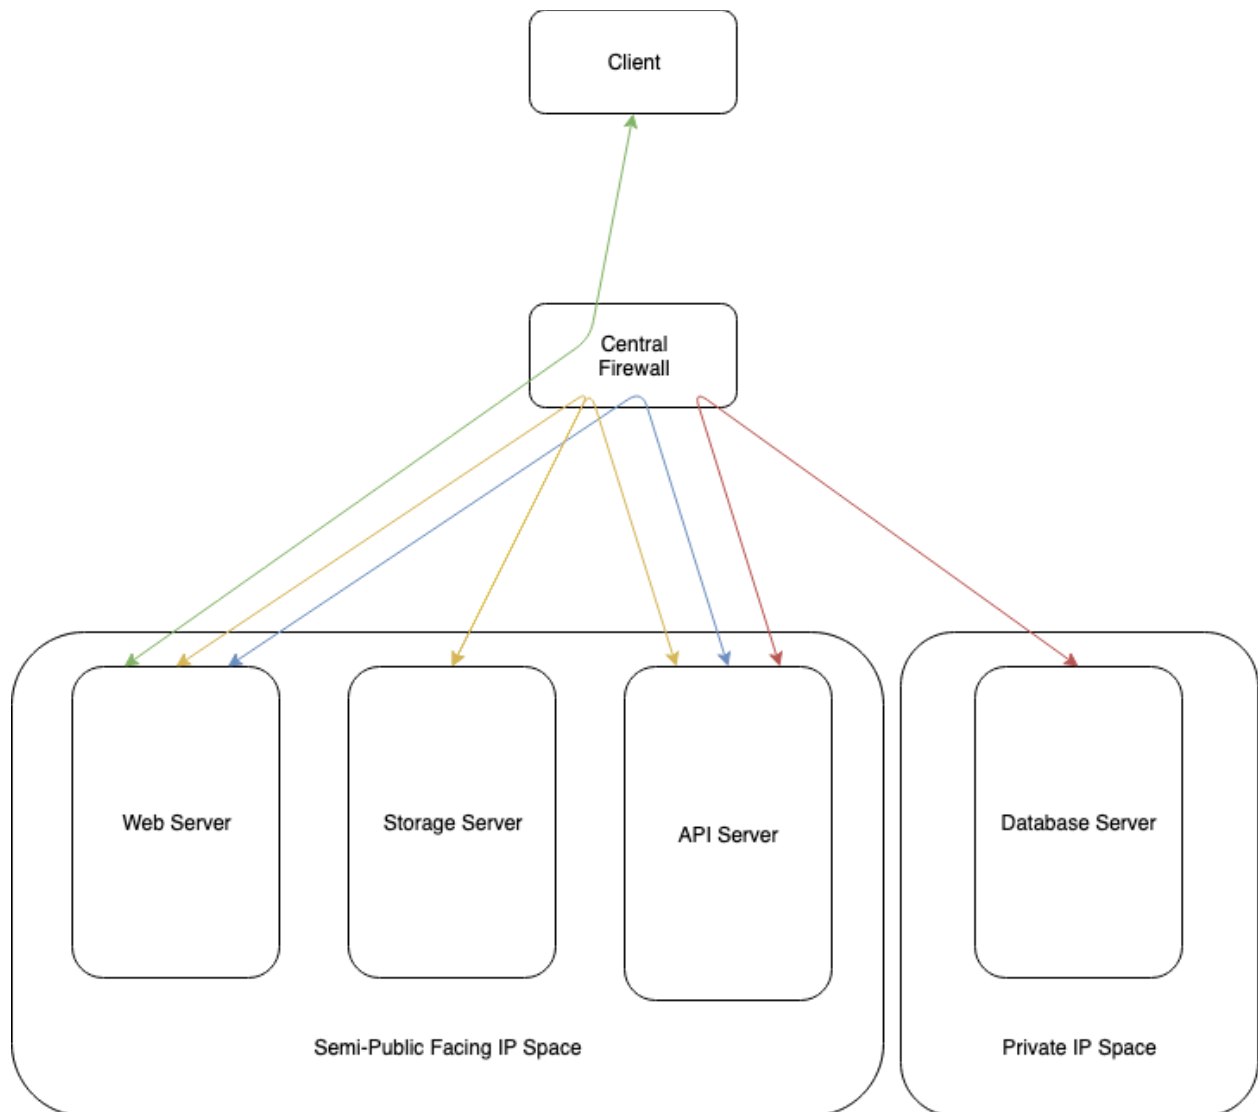 Client
Central
Firewall
Web Server
Storage Server
API Server
Database Server
Semi-Public Facing IP Space
Private IP Space